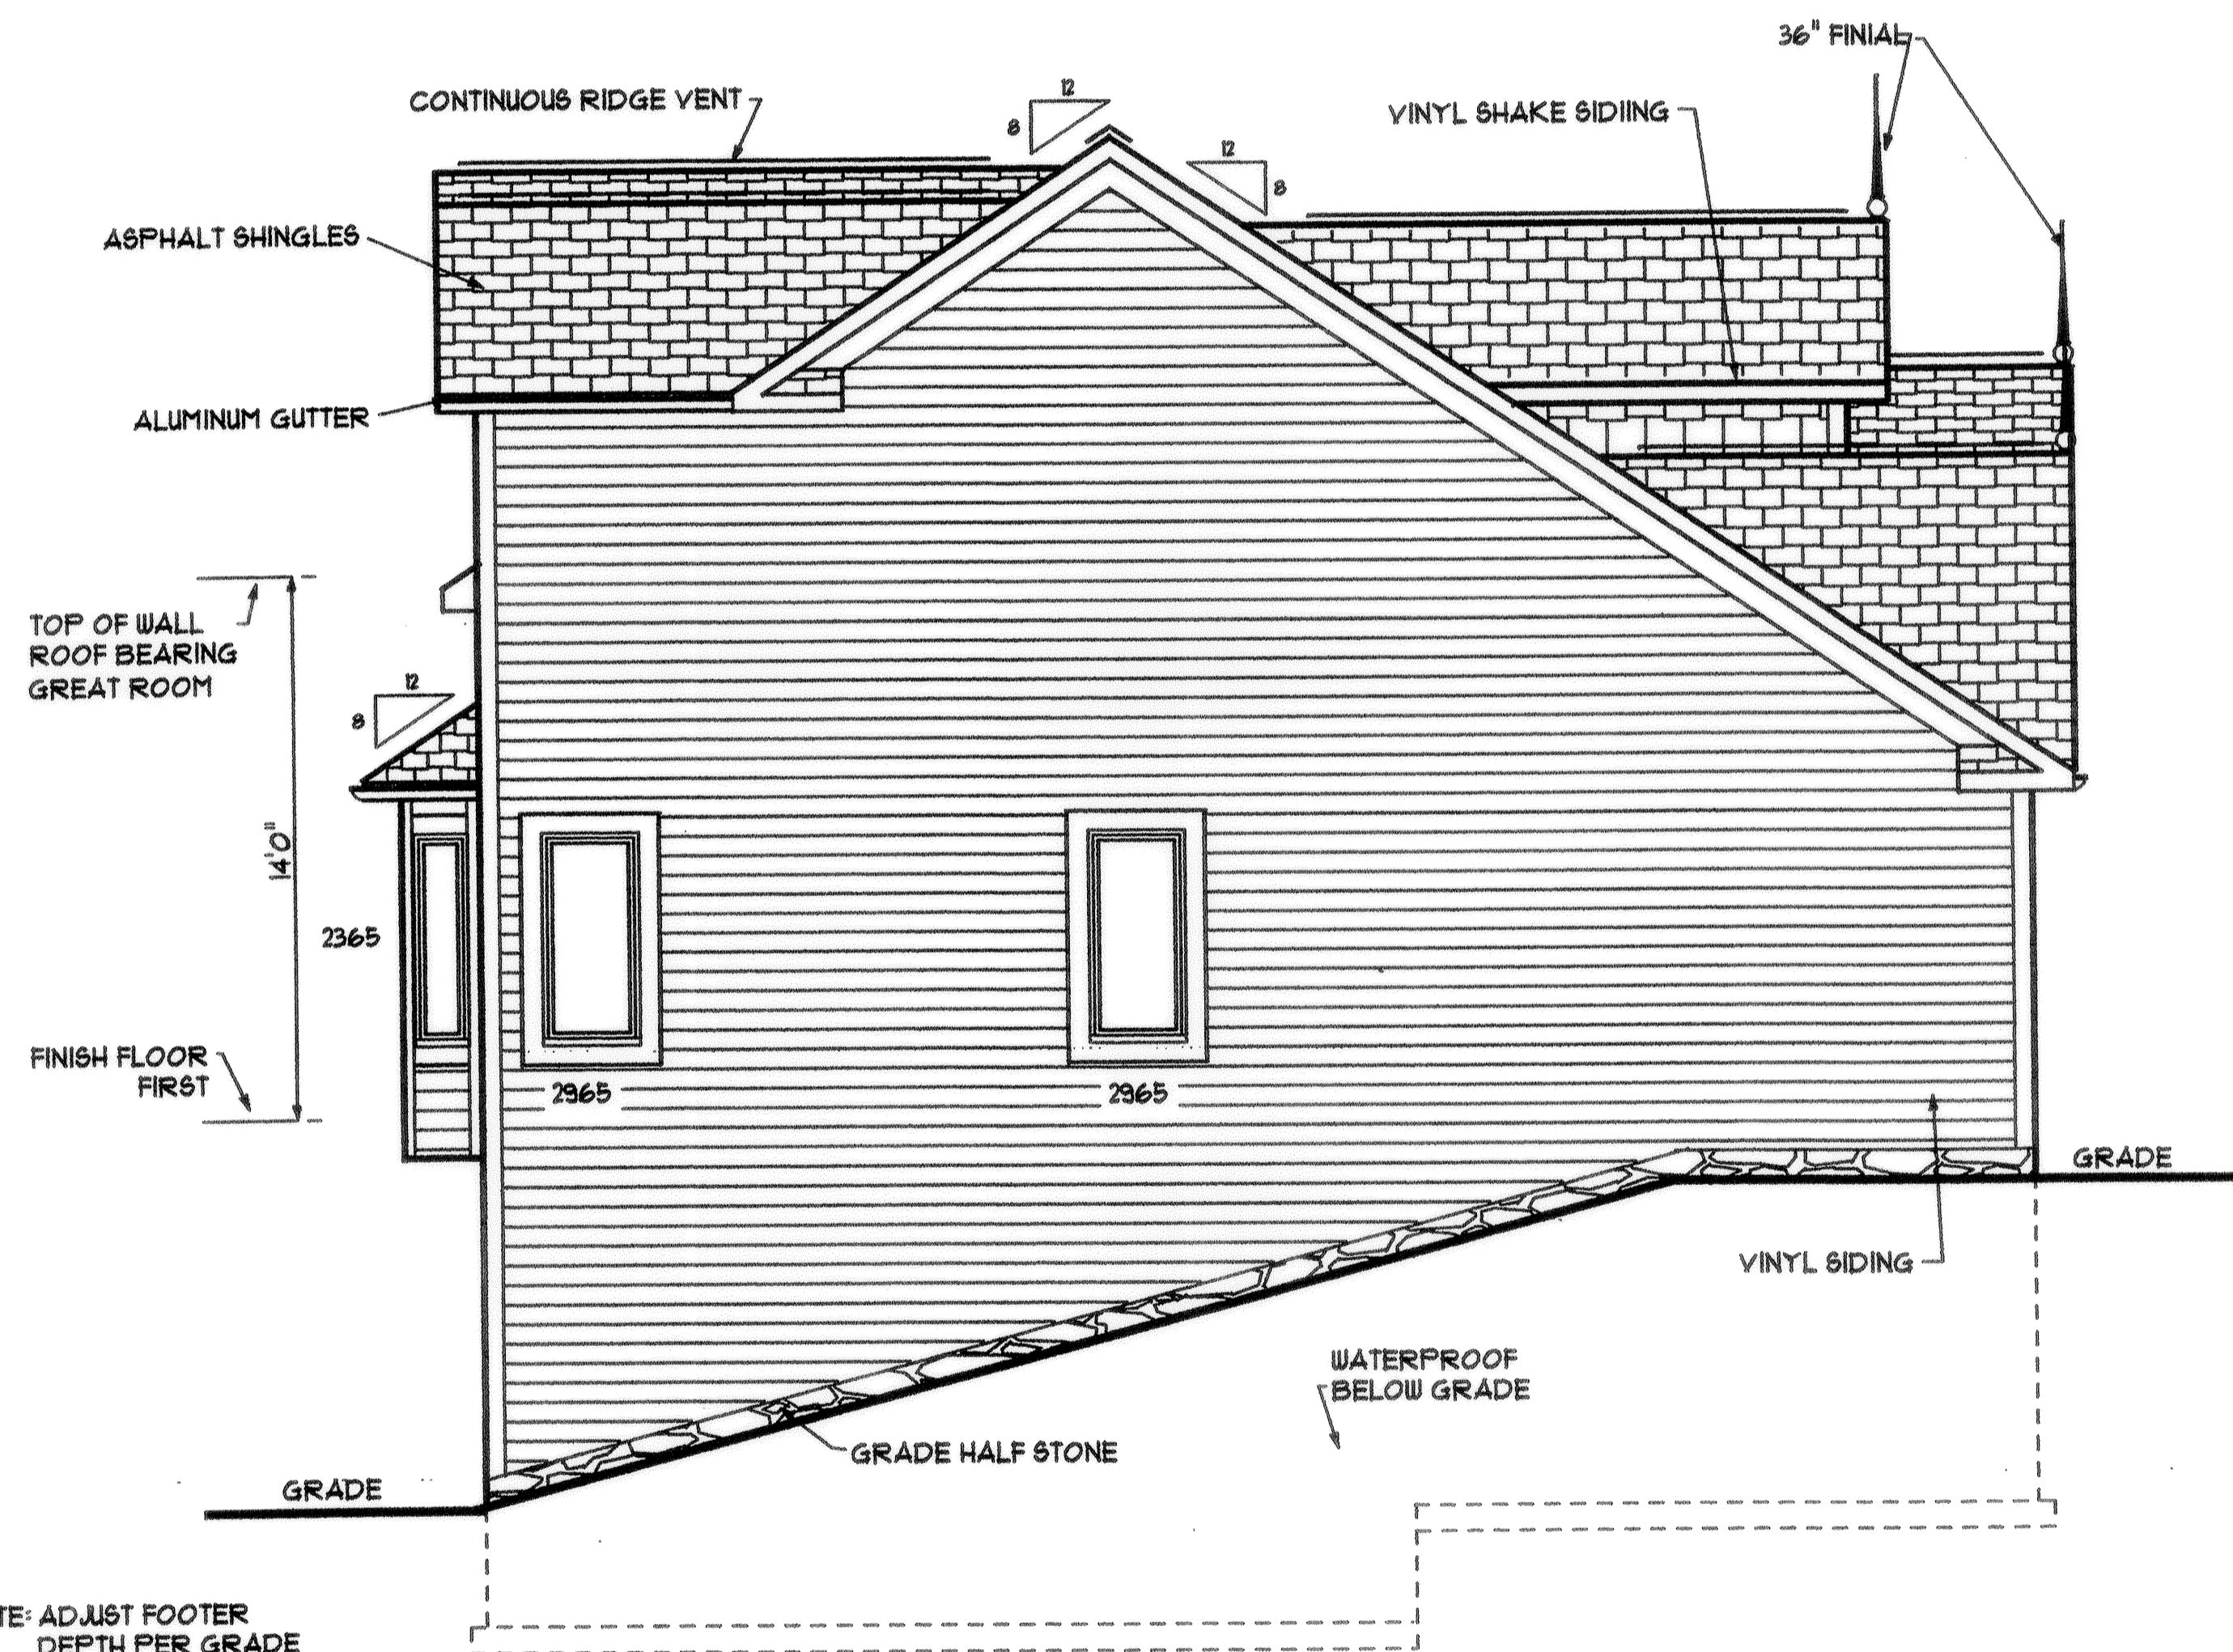 36" FINIAL
CONTINUOUS RIDGE VENT
12
8
VINYL SHAKE SIDIING
12
8
ASPHALT SHINGLES
ALUMINUM GUTTER
TOP OF WALL
ROOF BEARING
GREAT ROOM
12
8
14'0"
2365
FINISH FLOOR
FIRST
2965
2965
GRADE
VINYL SIDING
WATERPROOF
BELOW GRADE
GRADE HALF STONE
GRADE
TE: ADJUST FOOTER
DEPTH PER GRADE